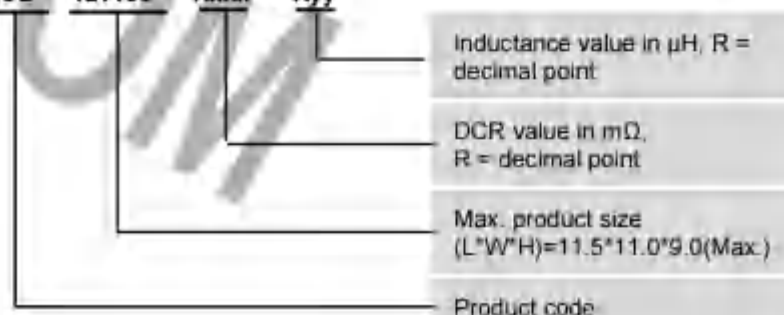 Inductance value in µH, R =
decimal point
DCR value in mΩ,
R = decimal point
Max. product size
(L*W*H)=11.5*11.0*9.0(Max.)
Product code